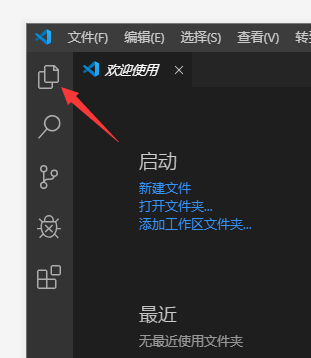 文件(F) 编辑(E) 选择(S) 查看(V) 转到
欢迎使用
启动
新建文件
打开文件夹...
添加工作区文件夹...
最近
无最近使用文件夹